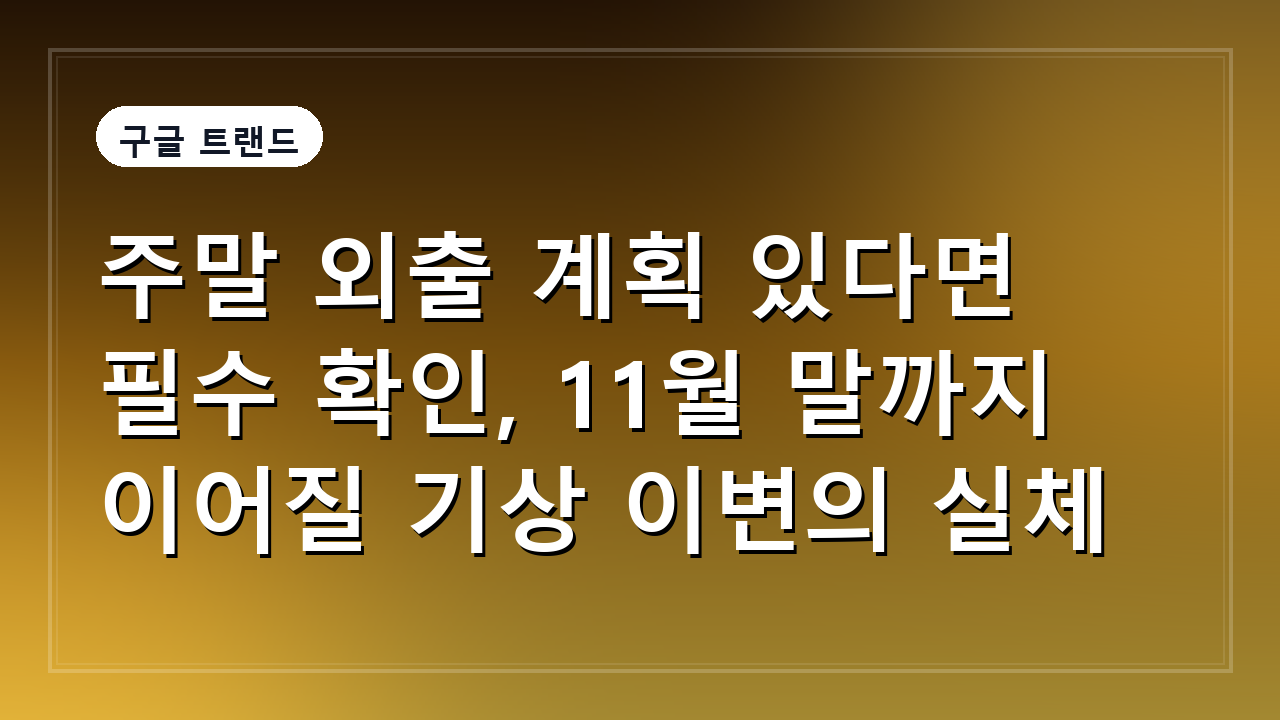 구글 트랜드
주말 외출 계획 있다면
필수 확인, 11월 말까지
이어질 기상 이변의 실체